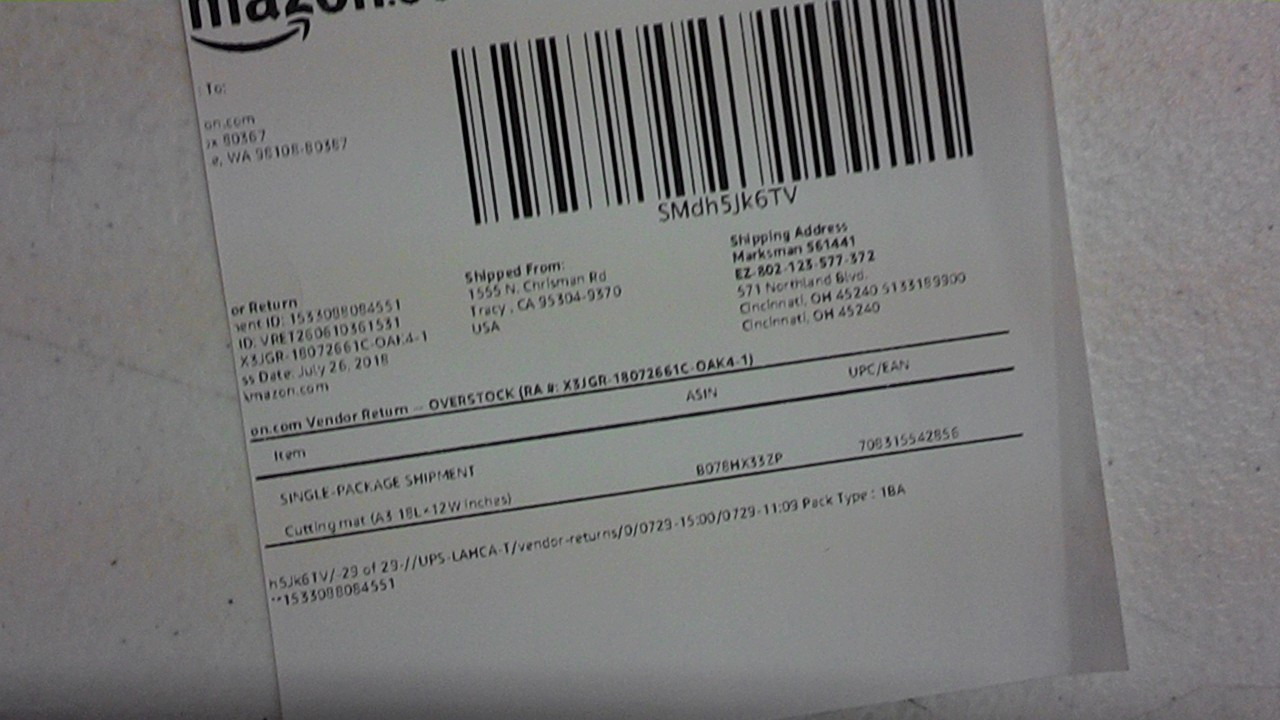 To:
on.com
ox 80387
e, WA 98108-80387
SMdh5Jk6TV
or Return
ent ID: 1533088084551
ID: VRET260610361531
X3JGR-18072661C-OAK4-1
ss Date: July 26, 2018
Amazon.com
Shipped From:
1555 N. Chrisman Rd
Tracy , CA 95304-9370
USA
Shipping Address
Marksman 561441
EZ-802-123-577-372
571 Northland Blvd.
Cincinnati, OH 45240 5133189900
Cincinnati, OH 45240
on.com Vendor Return -- OVERSTOCK (RA #: X3JGR-18072661C-OAK4-1)
Item ASIN UPC/EAN
SINGLE-PACKAGE SHIPMENT
Cutting mat (A3 18L×12W inches) B078HX33ZP 708315542856
h5Jk6TV/-29 of 29-//UPS-LAHCA-T/vendor-returns/0/0729-15:00/0729-11:09 Pack Type : 1BA
**1533088084551